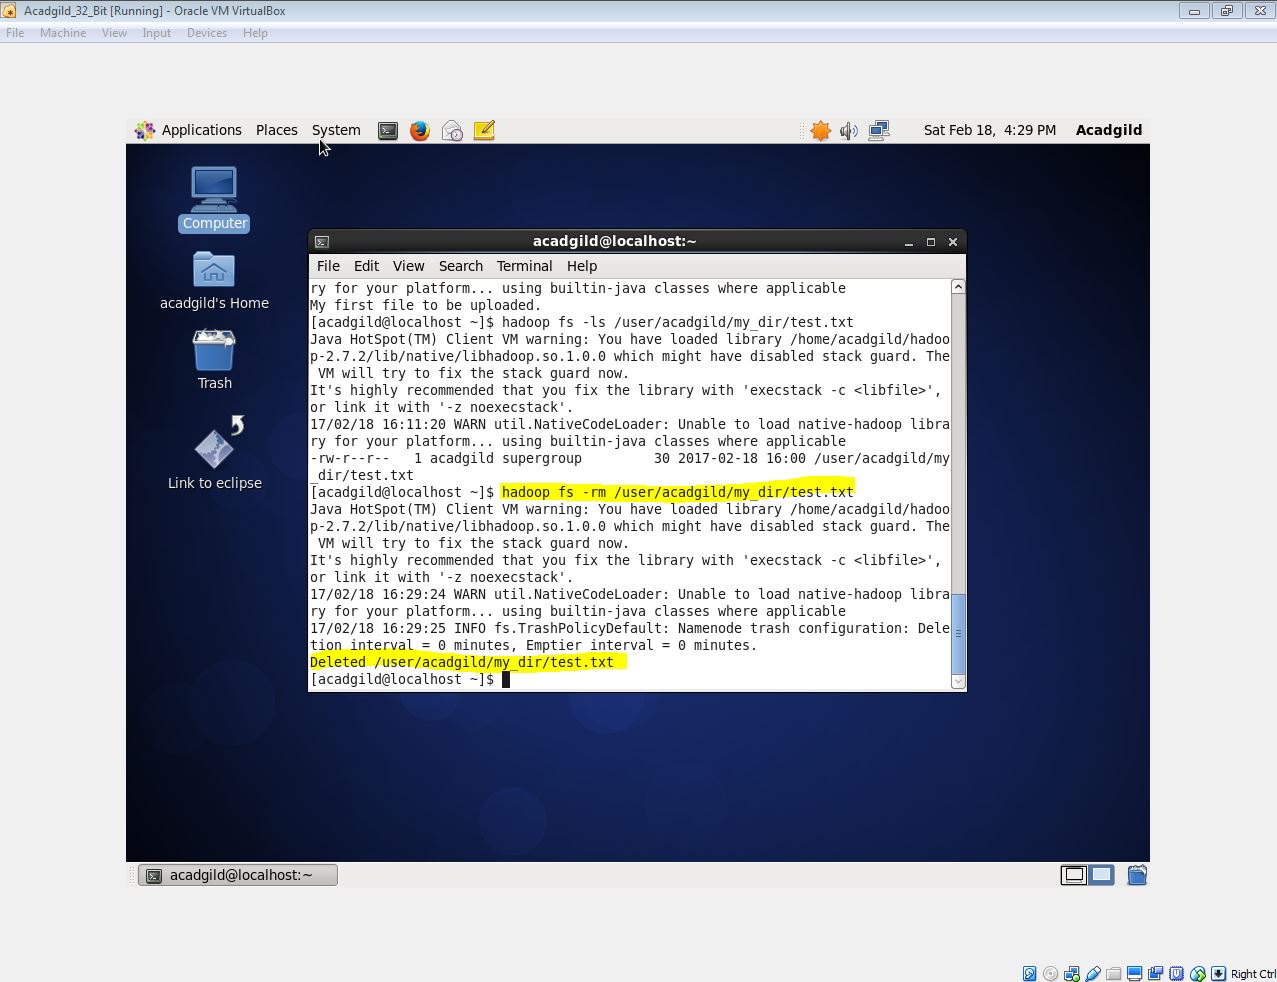 Acadgild_32_Bit [Running] - Oracle VM VirtualBox
File Machine View Input Devices Help
Applications Places System Sat Feb 18, 4:29 PM Acadgild
Computer
acadgild's Home
Trash
Link to eclipse
acadgild@localhost:~
File Edit View Search Terminal Help
ry for your platform... using builtin-java classes where applicable
My first file to be uploaded.
[acadgild@localhost ~]$ hadoop fs -ls /user/acadgild/my_dir/test.txt
Java HotSpot(TM) Client VM warning: You have loaded library /home/acadgild/hadoo
p-2.7.2/lib/native/libhadoop.so.1.0.0 which might have disabled stack guard. The
 VM will try to fix the stack guard now.
It's highly recommended that you fix the library with 'execstack -c <libfile>',
or link it with '-z noexecstack'.
17/02/18 16:11:20 WARN util.NativeCodeLoader: Unable to load native-hadoop libra
ry for your platform... using builtin-java classes where applicable
-rw-r--r--   1 acadgild supergroup         30 2017-02-18 16:00 /user/acadgild/my
_dir/test.txt
[acadgild@localhost ~]$ hadoop fs -rm /user/acadgild/my_dir/test.txt
Java HotSpot(TM) Client VM warning: You have loaded library /home/acadgild/hadoo
p-2.7.2/lib/native/libhadoop.so.1.0.0 which might have disabled stack guard. The
 VM will try to fix the stack guard now.
It's highly recommended that you fix the library with 'execstack -c <libfile>',
or link it with '-z noexecstack'.
17/02/18 16:29:24 WARN util.NativeCodeLoader: Unable to load native-hadoop libra
ry for your platform... using builtin-java classes where applicable
17/02/18 16:29:25 INFO fs.TrashPolicyDefault: Namenode trash configuration: Dele
tion interval = 0 minutes, Emptier interval = 0 minutes.
Deleted /user/acadgild/my_dir/test.txt
[acadgild@localhost ~]$
acadgild@localhost:~
Right Ctrl